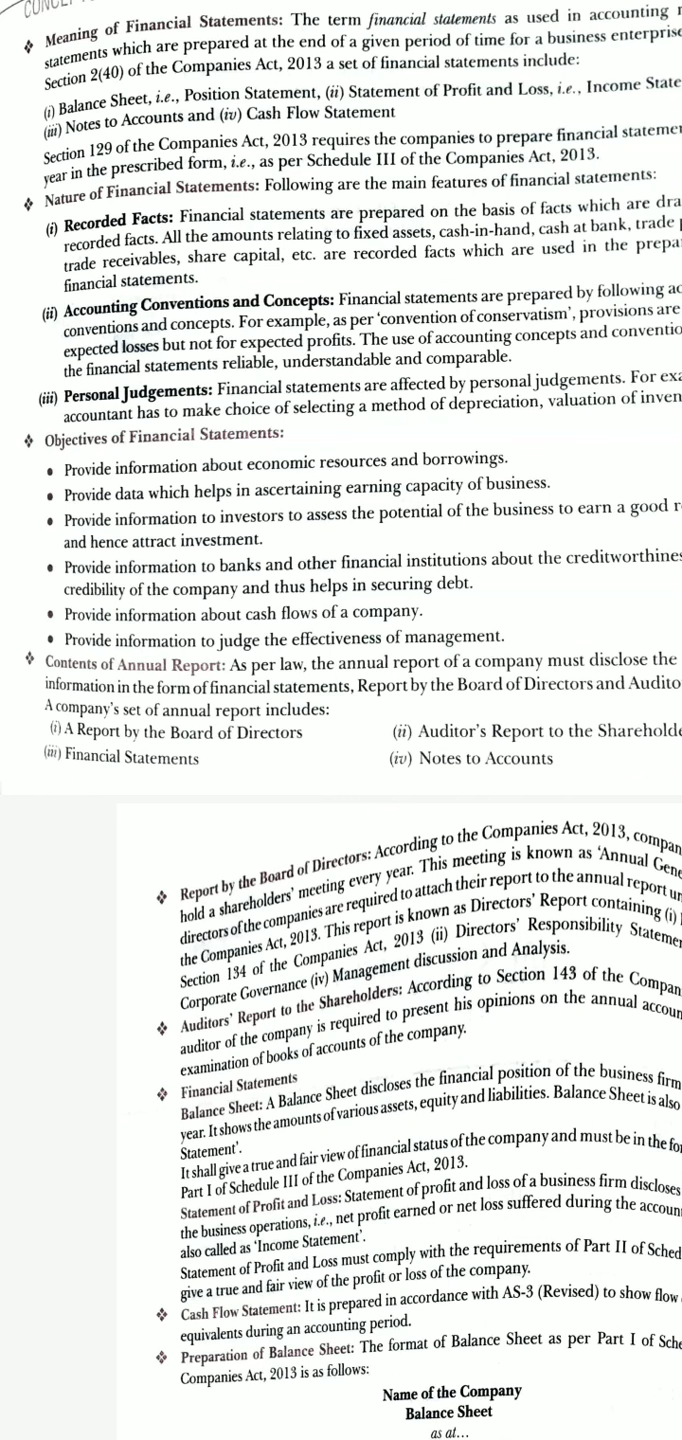 ❖ Meaning of Financial Statements: The term financial statements as used in accounting
statements which are prepared at the end of a given period of time for a business enterprise
Section 2(40) of the Companies Act, 2013 a set of financial statements include:
(i) Balance Sheet, i.e., Position Statement, (ii) Statement of Profit and Loss, i.e., Income State
(iii) Notes to Accounts and (iv) Cash Flow Statement
Section 129 of the Companies Act, 2013 requires the companies to prepare financial statemen
year in the prescribed form, i.e., as per Schedule III of the Companies Act, 2013.
❖ Nature of Financial Statements: Following are the main features of financial statements:
(i) Recorded Facts: Financial statements are prepared on the basis of facts which are dra
recorded facts. All the amounts relating to fixed assets, cash-in-hand, cash at bank, trade
trade receivables, share capital, etc. are recorded facts which are used in the prepa
financial statements.
(ii) Accounting Conventions and Concepts: Financial statements are prepared by following ac
conventions and concepts. For example, as per ‘convention of conservatism’, provisions are
expected losses but not for expected profits. The use of accounting concepts and conventio
the financial statements reliable, understandable and comparable.
(iii) Personal Judgements: Financial statements are affected by personal judgements. For exa
accountant has to make choice of selecting a method of depreciation, valuation of inven
❖ Objectives of Financial Statements:
• Provide information about economic resources and borrowings.
• Provide data which helps in ascertaining earning capacity of business.
• Provide information to investors to assess the potential of the business to earn a good r
and hence attract investment.
• Provide information to banks and other financial institutions about the creditworthines
credibility of the company and thus helps in securing debt.
• Provide information about cash flows of a company.
• Provide information to judge the effectiveness of management.
❖ Contents of Annual Report: As per law, the annual report of a company must disclose the
information in the form of financial statements, Report by the Board of Directors and Audito
A company’s set of annual report includes:
(i) A Report by the Board of Directors (ii) Auditor’s Report to the Shareholde
(iii) Financial Statements (iv) Notes to Accounts
❖ Report by the Board of Directors: According to the Companies Act, 2013, compan
hold a shareholders’ meeting every year. This meeting is known as ‘Annual Gene
directors of the companies are required to attach their report to the annual report un
the Companies Act, 2013. This report is known as Directors’ Report containing (i)
Section 134 of the Companies Act, 2013 (ii) Directors’ Responsibility Stateme
Corporate Governance (iv) Management discussion and Analysis.
❖ Auditors’ Report to the Shareholders: According to Section 143 of the Compan
auditor of the company is required to present his opinions on the annual accoun
examination of books of accounts of the company.
❖ Financial Statements
Balance Sheet: A Balance Sheet discloses the financial position of the business firm
year. It shows the amounts of various assets, equity and liabilities. Balance Sheet is also
Statement’.
It shall give a true and fair view of financial status of the company and must be in the fo
Part I of Schedule III of the Companies Act, 2013.
Statement of Profit and Loss: Statement of profit and loss of a business firm discloses
the business operations, i.e., net profit earned or net loss suffered during the accoun
also called as ‘Income Statement’.
Statement of Profit and Loss must comply with the requirements of Part II of Sched
give a true and fair view of the profit or loss of the company.
❖ Cash Flow Statement: It is prepared in accordance with AS-3 (Revised) to show flow
equivalents during an accounting period.
❖ Preparation of Balance Sheet: The format of Balance Sheet as per Part I of Sche
Companies Act, 2013 is as follows:
Name of the Company
Balance Sheet
as at...